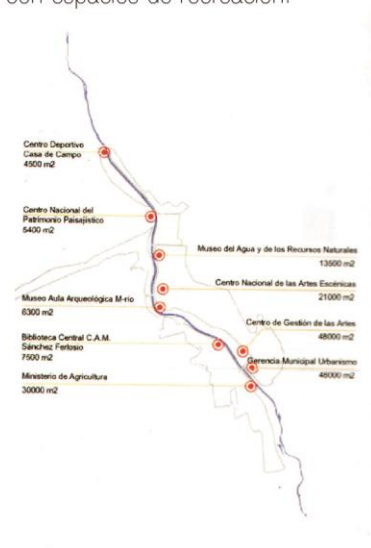 con espacios de recreación.
Centro Deportivo
Casa de Campo
4500 m2
Centro Nacional del
Patrimonio Paisajístico
5400 m2
Museo del Agua y de los Recursos Naturales
13500 m2
Centro Nacional de las Artes Escénicas
21000 m2
Museo Aula Arqueológica M-rio
6300 m2
Centro de Gestión de las Artes
48000 m2
Biblioteca Central C.A.M.
Sánchez Ferlosio
7500 m2
Gerencia Municipal Urbanismo
46000 m2
Ministerio de Agricultura
30000 m2